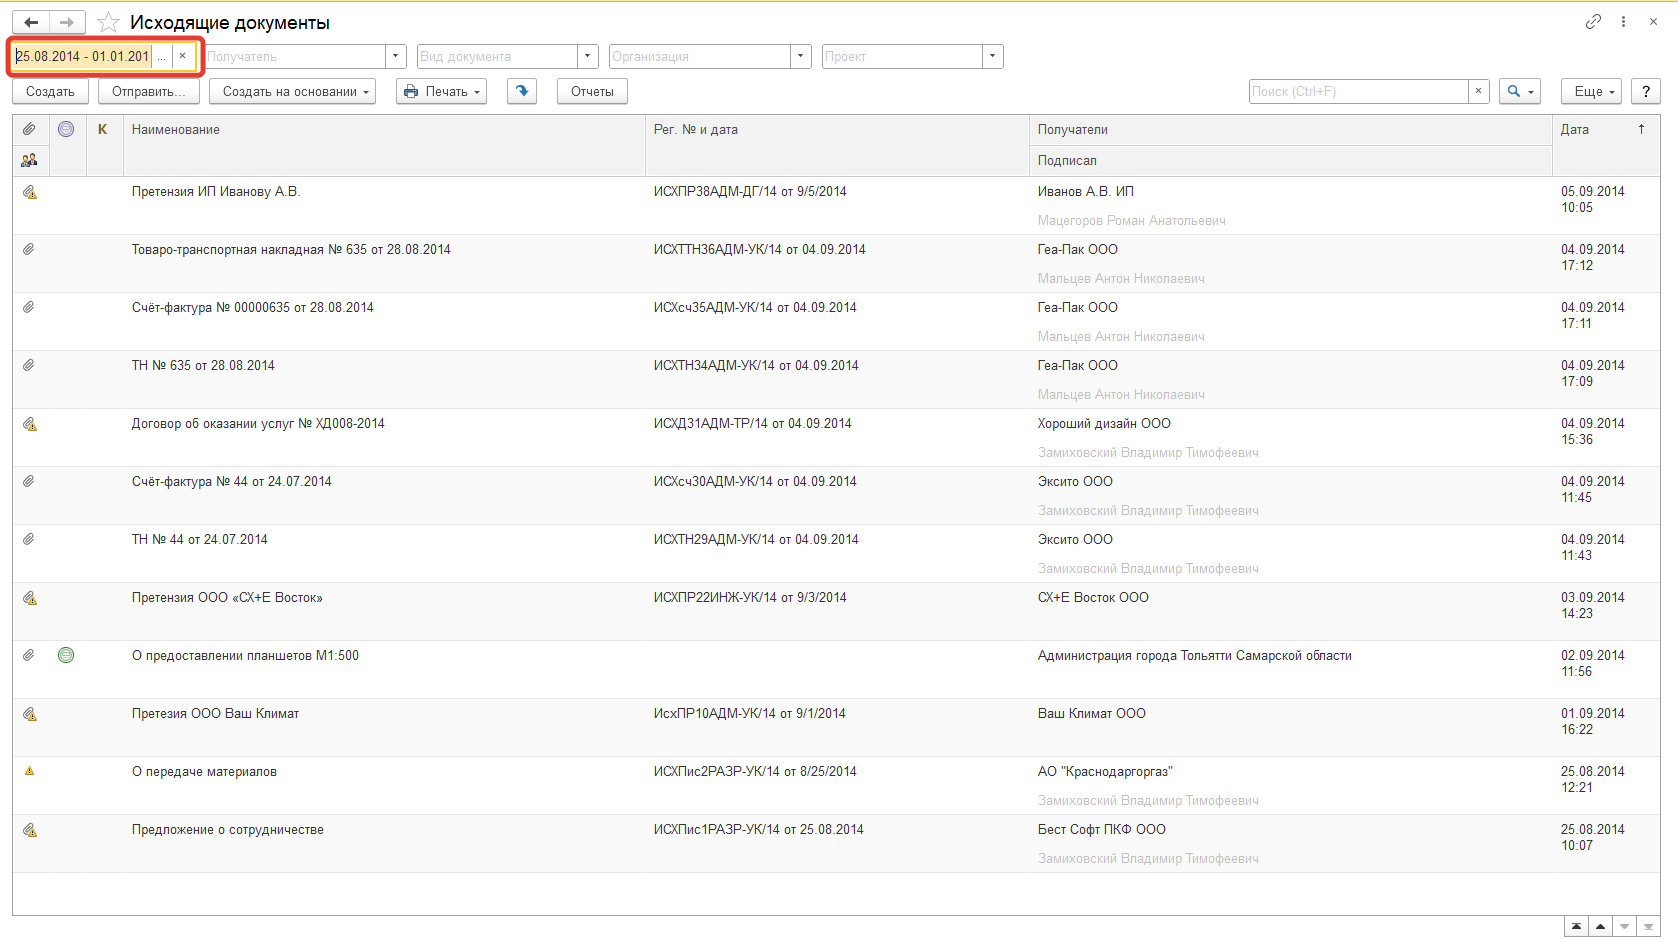 Исходящие документы
25.08.2014 - 01.01.201 ... × Получатель Вид документа Организация Проект
Создать Отправить... Создать на основании Печать Отчеты Поиск (Ctrl+F) × Еще ?
К Наименование Рег. № и дата Получатели Дата ↑
Подписал
Претензия ИП Иванову А.В. ИСХПР38АДМ-ДГ/14 от 9/5/2014 Иванов А.В. ИП 05.09.2014
10:05
Мацегоров Роман Анатольевич
Товаро-транспортная накладная № 635 от 28.08.2014 ИСХТТН36АДМ-УК/14 от 04.09.2014 Геа-Пак ООО 04.09.2014
17:12
Мальцев Антон Николаевич
Счёт-фактура № 00000635 от 28.08.2014 ИСХсч35АДМ-УК/14 от 04.09.2014 Геа-Пак ООО 04.09.2014
17:11
Мальцев Антон Николаевич
ТН № 635 от 28.08.2014 ИСХТН34АДМ-УК/14 от 04.09.2014 Геа-Пак ООО 04.09.2014
17:09
Мальцев Антон Николаевич
Договор об оказании услуг № ХД008-2014 ИСХД31АДМ-ТР/14 от 04.09.2014 Хороший дизайн ООО 04.09.2014
15:36
Замиховский Владимир Тимофеевич
Счёт-фактура № 44 от 24.07.2014 ИСХсч30АДМ-УК/14 от 04.09.2014 Эксито ООО 04.09.2014
11:45
Замиховский Владимир Тимофеевич
ТН № 44 от 24.07.2014 ИСХТН29АДМ-УК/14 от 04.09.2014 Эксито ООО 04.09.2014
11:43
Замиховский Владимир Тимофеевич
Претензия ООО «СХ+Е Восток» ИСХПР22ИНЖ-УК/14 от 9/3/2014 СХ+Е Восток ООО 03.09.2014
14:23
О предоставлении планшетов М1:500 Администрация города Тольятти Самарской области 02.09.2014
11:56
Претезия ООО Ваш Климат ИсхПР10АДМ-УК/14 от 9/1/2014 Ваш Климат ООО 01.09.2014
16:22
О передаче материалов ИСХПис2РАЗР-УК/14 от 8/25/2014 АО "Краснодаргоргаз" 25.08.2014
12:21
Замиховский Владимир Тимофеевич
Предложение о сотрудничестве ИСХПис1РАЗР-УК/14 от 25.08.2014 Бест Софт ПКФ ООО 25.08.2014
10:07
Замиховский Владимир Тимофеевич